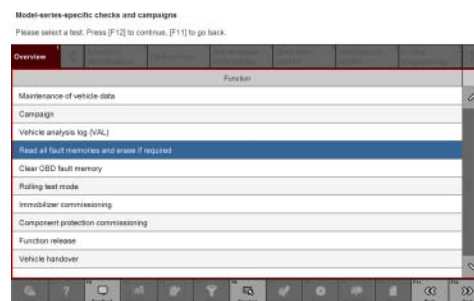 Model-series-specific checks and campaigns
Please select a test. Press [F12] to continue, [F11] to go back.
Overview
Function
Maintenance of vehicle data
Campaign
Vehicle analysis log (VAL)
Read all fault memories and erase if required
Clear OBD fault memory
Rolling test mode
Immobilizer commissioning
Component protection commissioning
Function release
Vehicle handover